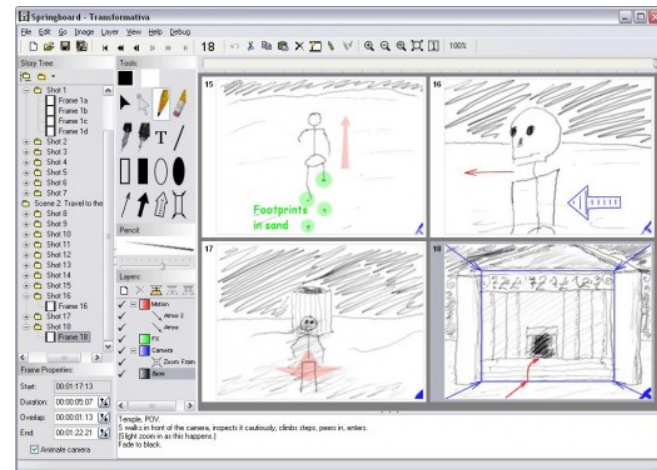 Springboard - Transformativa
File Edit Go Image Layer View Help Debug
18 100%
Story Tree:
Shot 1
Frame 1a
Frame 1b
Frame 1c
Frame 1d
Shot 2
Shot 3
Shot 4
Shot 5
Shot 6
Shot 7
Scene 2: Travel to the
Shot 8
Shot 9
Shot 10
Shot 11
Shot 12
Shot 13
Shot 14
Shot 15
Shot 16
Frame 16
Shot 17
Shot 18
Frame 18
Frame Properties:
Start: 00:01:17:13
Duration: 00:00:05:07
Overlap: 00:00:01:13
End: 00:01:22:21
Animate camera
Tools:
T
Pencil:
Layers:
Motion
Arrow 2
Arrow
FX
Camera
Zoom Fram
15
Footprints
in sand
16
17
18
Temple, POV.
S walks in front of the camera, inspects it cautiously, climbs steps, peers in, enters.
(Slight zoom in as this happens.)
Fade to black.